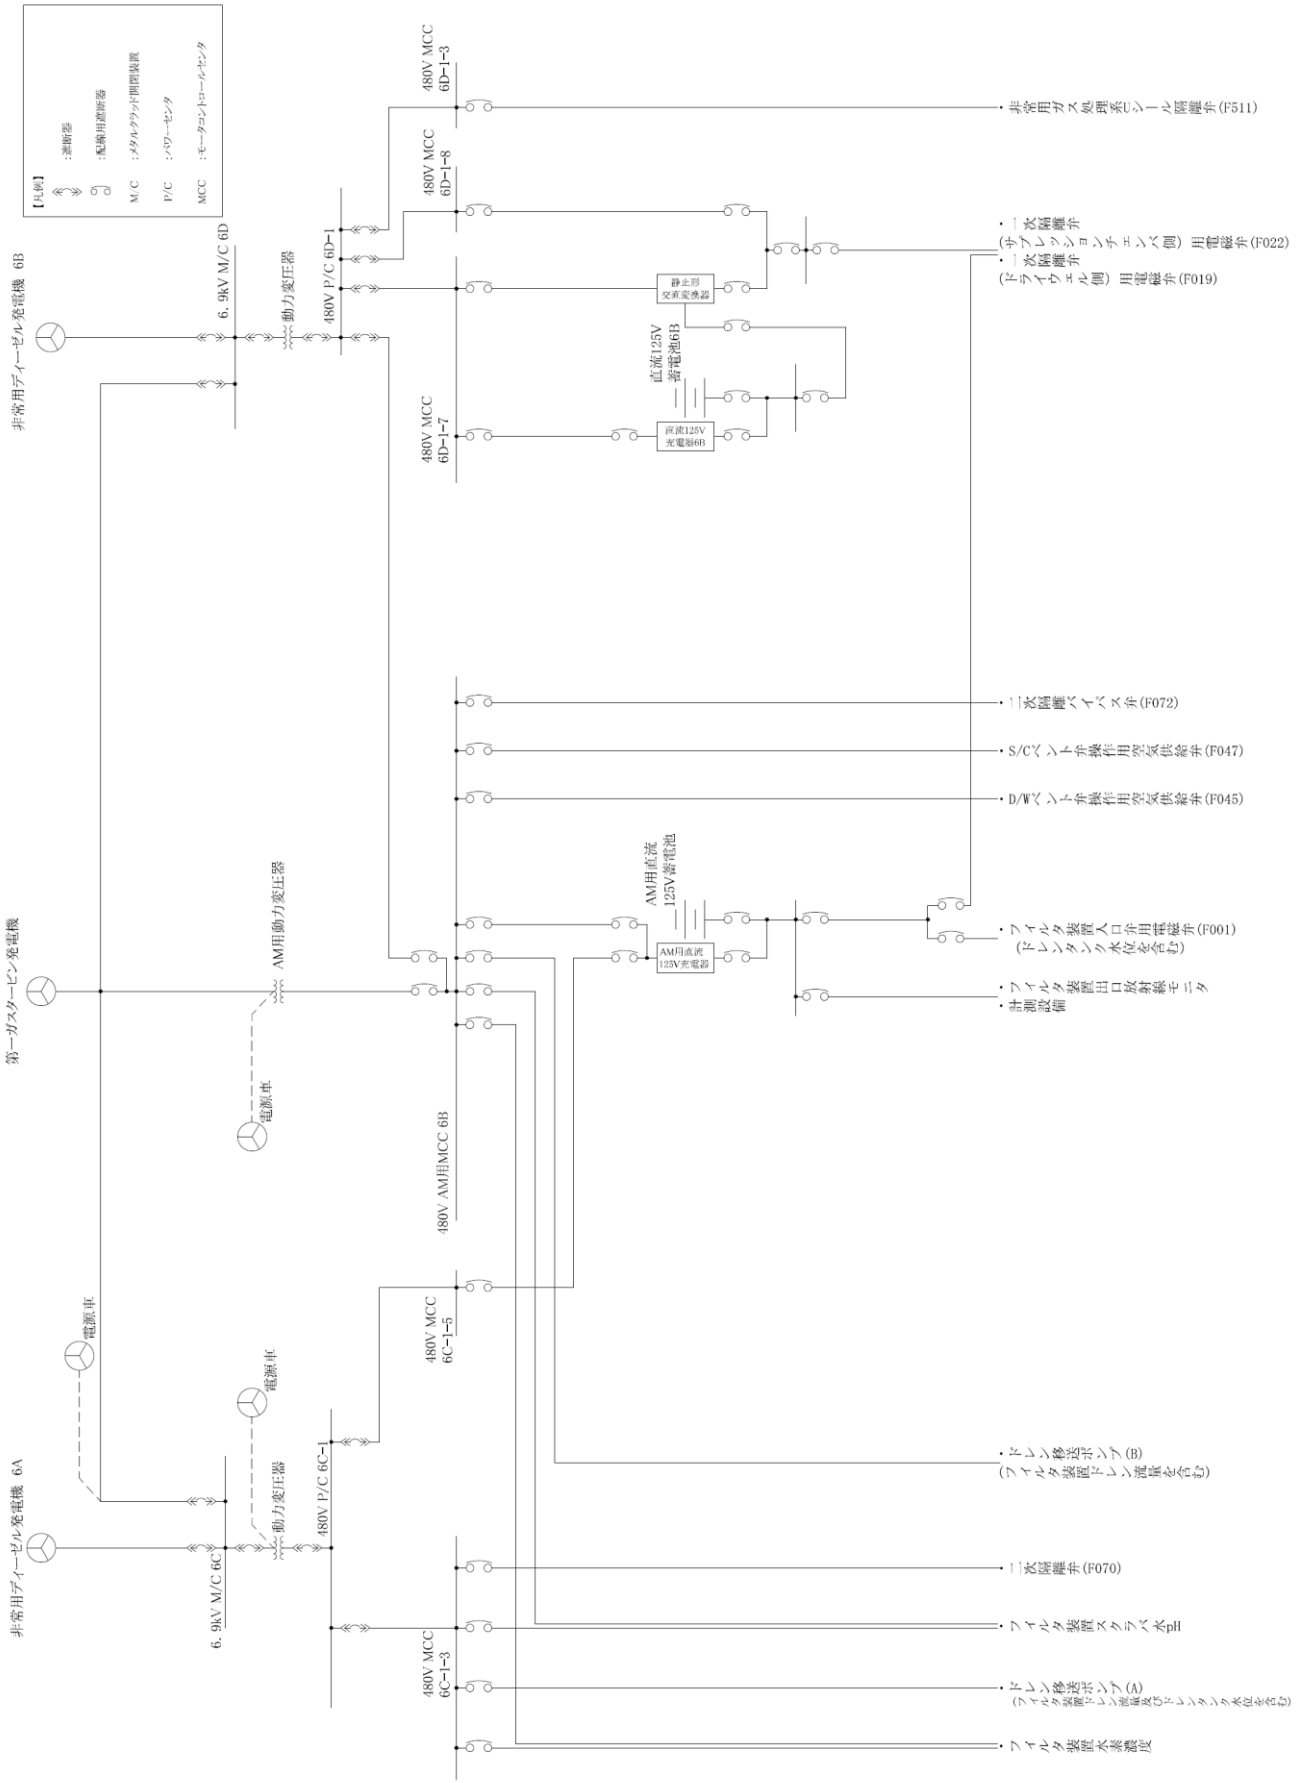 【凡例】
:遮断器
:配線用遮断器
M/C :メタルクラッド開閉装置
P/C :パワーセンタ
MCC :モータコントロールセンタ
非常用ディーゼル発電機 6A
第一ガスタービン発電機
非常用ディーゼル発電機 6B
電源車
電源車
電源車
6.9kV M/C 6C
6.9kV M/C 6D
動力変圧器
AM用動力変圧器
動力変圧器
480V P/C 6C-1
480V P/C 6D-1
480V MCC
6C-1-3
480V MCC
6C-1-5
480V AM用MCC 6B
480V MCC
6D-1-7
480V MCC
6D-1-8
480V MCC
6D-1-3
AM用直流
125V蓄電池
AM用直流
125V充電器
直流125V
蓄電池6B
直流125V
充電器6B
静止形
交直変換器
・フィルタ装置水素濃度
・ドレン移送ポンプ(A)
(フィルタ装置ドレン流量及びドレンタンク水位を含む)
・フィルタ装置スクラバ水pH
・二次隔離弁(F070)
・ドレン移送ポンプ(B)
(フィルタ装置ドレン流量を含む)
・フィルタ装置出口放射線モニタ
・計測設備
・フィルタ装置入口弁用電磁弁(F001)
(ドレンタンク水位を含む)
・D/Wベント弁操作用空気供給弁(F045)
・S/Cベント弁操作用空気供給弁(F047)
・二次隔離バイパス弁(F072)
・一次隔離弁
(サプレッションチェンバ側)用電磁弁(F022)
・一次隔離弁
(ドライウェル側)用電磁弁(F019)
・非常用ガス処理系Uシール隔離弁(F511)